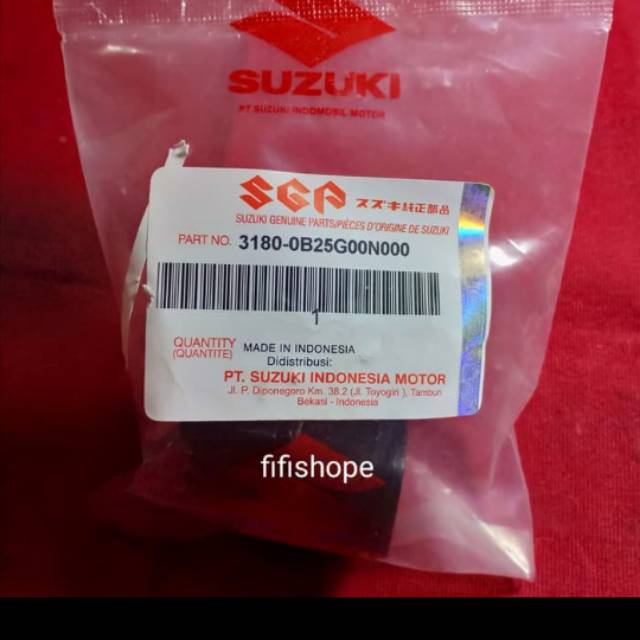 SUZUKI
PT SUZUKI INDOMOBIL MOTOR
SGP スズキ純正部品
SUZUKI GENUINE PARTS/PIÈCES D'ORIGINE DE SUZUKI
PART NO. 3180-0B25G00N000
1
QUANTITY
(QUANTITE)
MADE IN INDONESIA
Didistribusi:
PT. SUZUKI INDONESIA MOTOR
Jl. P. Diponegoro Km. 38.2 (Jl. Toyogiri ), Tambun
Bekasi - Indonesia
fifishope